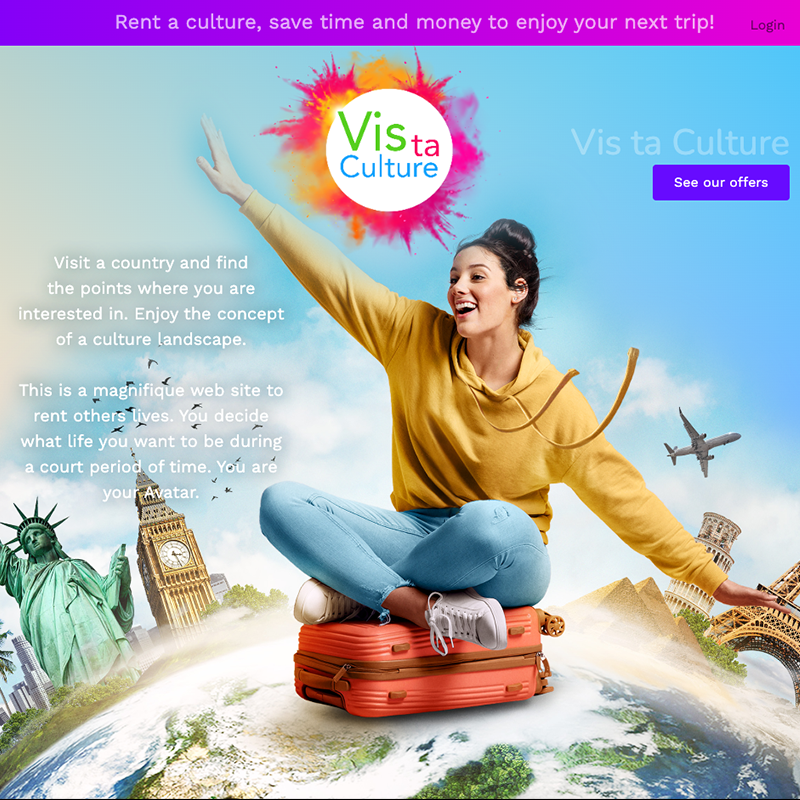 Rent a culture, save time and money to enjoy your next trip!
Login
Vis ta
Culture
Vis ta Culture
See our offers
Visit a country and find
the points where you are
interested in. Enjoy the concept
of a culture landscape.
This is a magnifique web site to
rent others lives. You decide
what life you want to be during
a court period of time. You are
your Avatar.